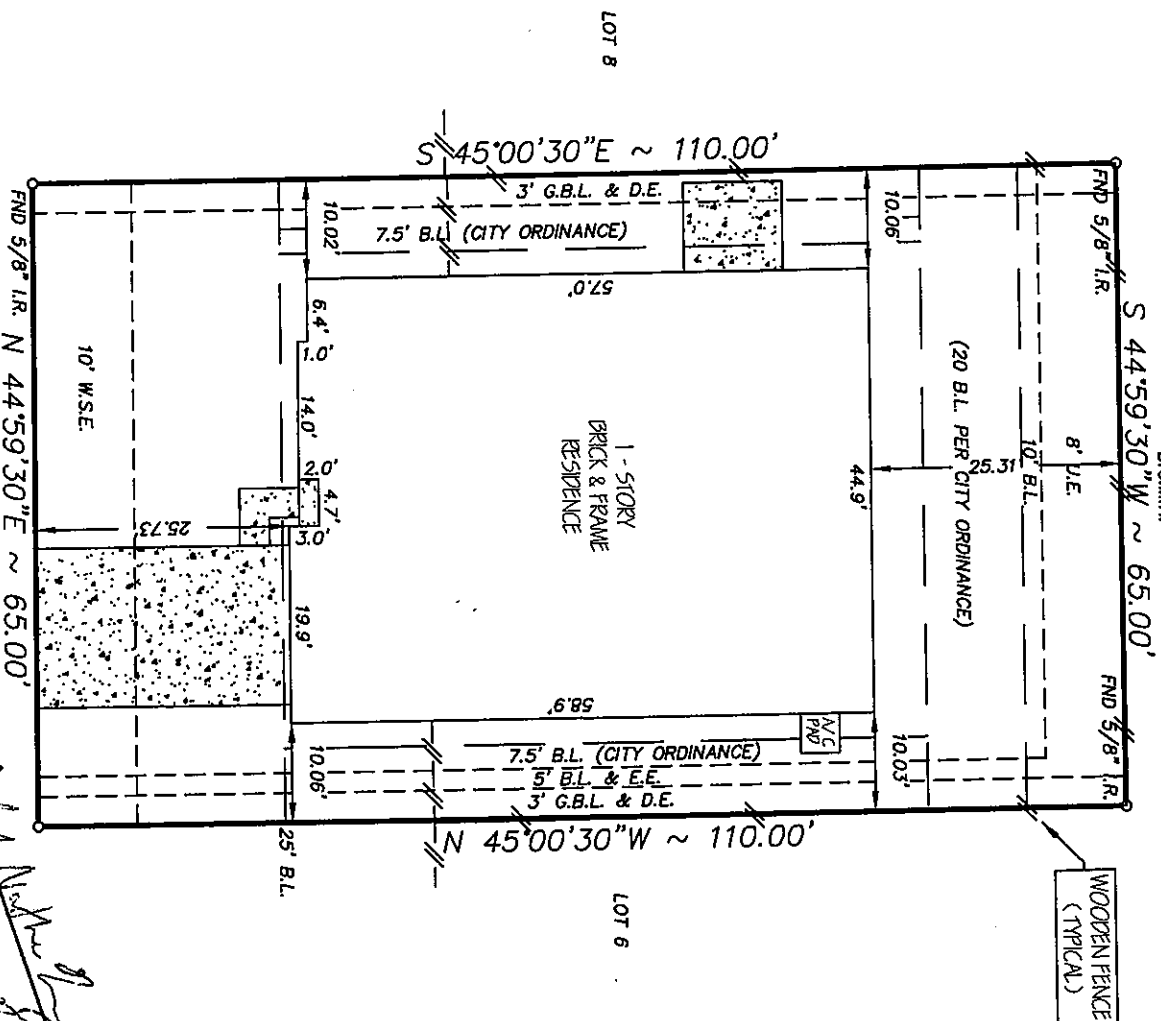 LOT 8
S 45°00'30"E ~ 110.00'
FND 5/8" I.R.
S 44°59'30"W ~ 65.00'
FND 5/8" I.R.
3' G.B.L. & D.E.
7.5' B.L. (CITY ORDINANCE)
10.02'
10.06'
8' U.E.
10' B.L.
25.31
(20 B.L. PER CITY ORDINANCE)
57.0'
44.9'
6.4'
1.0'
14.0'
2.0'
4.7'
3.0'
19.9'
1 - STORY
BRICK & FRAME
RESIDENCE
58.9'
A/C
PAD
10.03'
10.06'
7.5' B.L. (CITY ORDINANCE)
5' B.L. & E.E.
3' G.B.L. & D.E.
25.73
10' W.S.E.
25' B.L.
FND 5/8" I.R.
N 44°59'30"E ~ 65.00'
N 45°00'30"W ~ 110.00'
LOT 6
WOODEN FENCE
(TYPICAL)